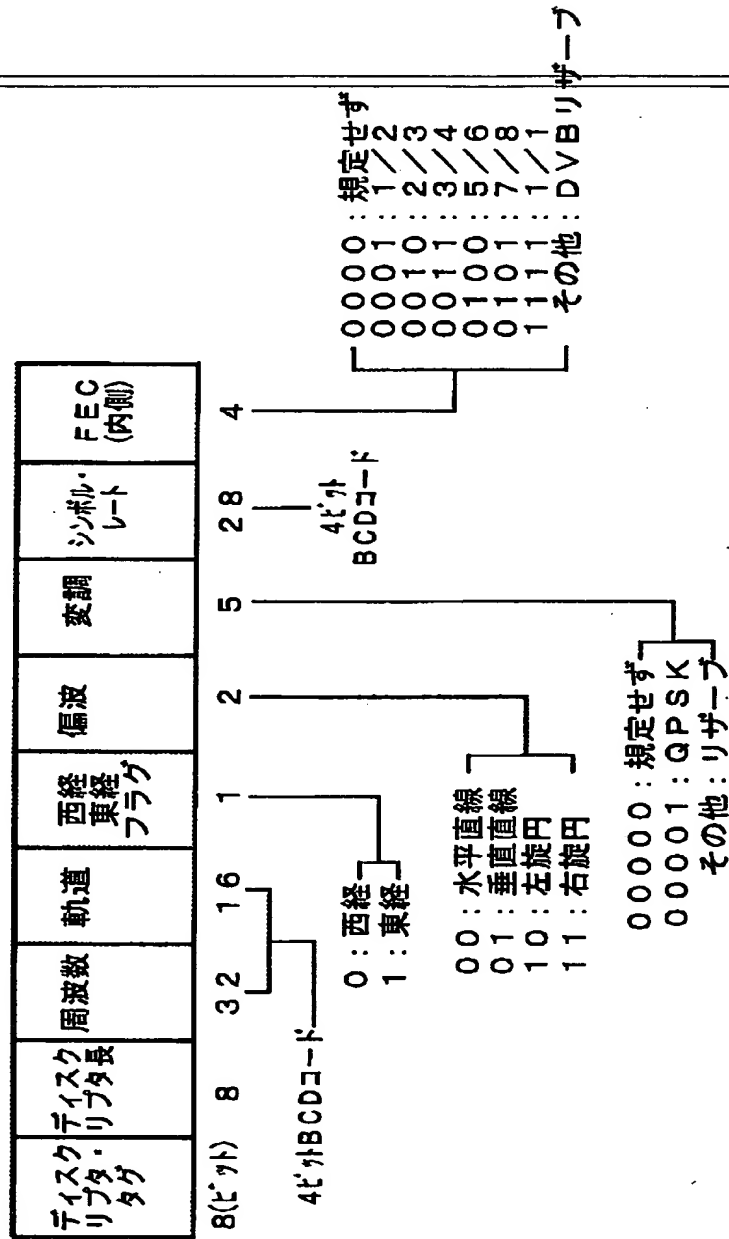 ディスク
リプタ・
タグ
ディスク
リプタ長
周波数
軌道
西経
東経
フラグ
偏波
変調
シンボル・
レート
FEC
(内側)
8(ビット)
8
32
16
1
2
5
28
4
4ビットBCDコード
0:西経
1:東経
00:水平直線
01:垂直直線
10:左旋円
11:右旋円
00000:規定せず
00001:QPSK
その他:リザーブ
4ビット
BCDコード
0000:規定せず
0001:1/2
0010:2/3
0011:3/4
0100:5/6
0101:7/8
1111:1/1
その他:DVBリザーブ